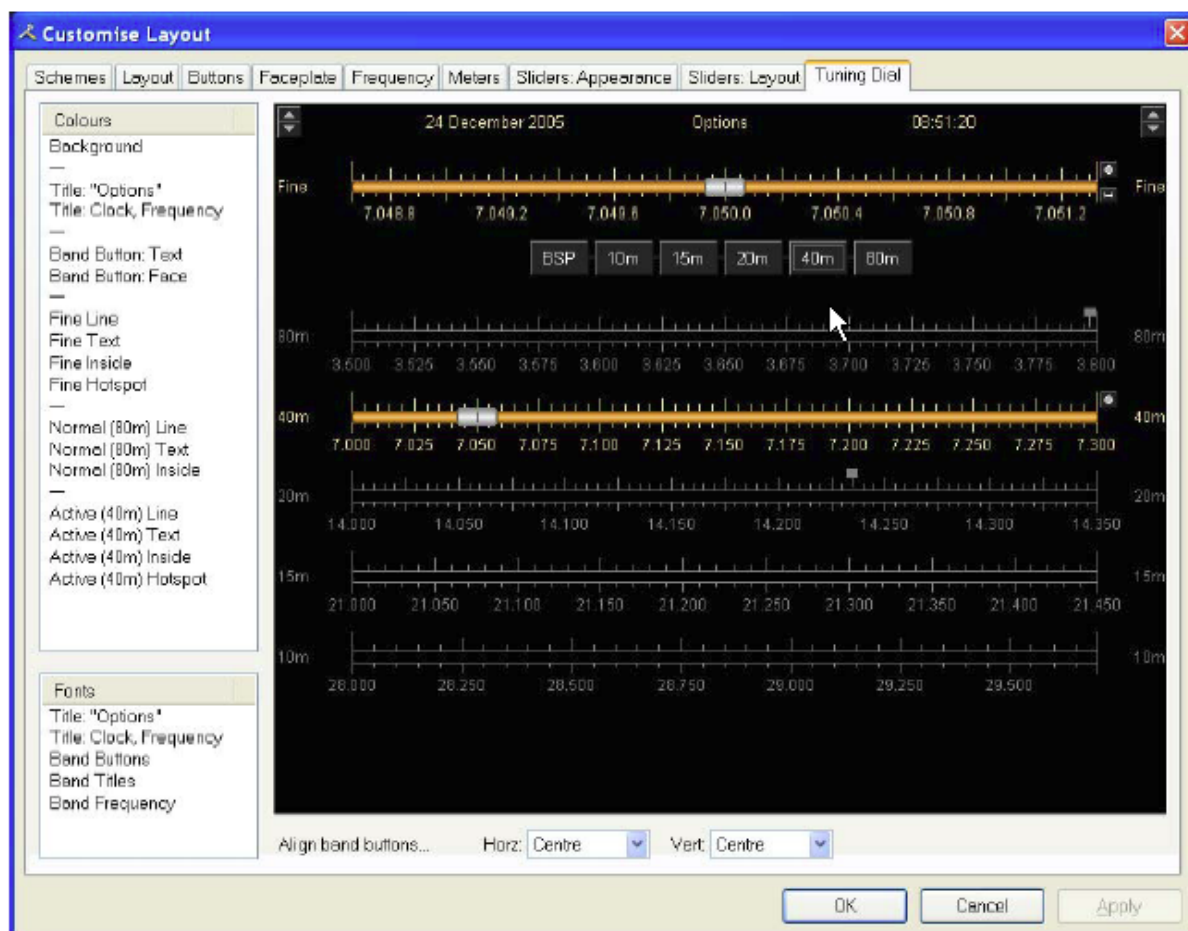 Customise Layout
Schemes Layout Buttons Faceplate Frequency Meters Sliders: Appearance Sliders: Layout Tuning Dial
Colours
Background
—
Title: "Options"
Title: Clock, Frequency
—
Band Button: Text
Band Button: Face
—
Fine Line
Fine Text
Fine Inside
Fine Hotspot
—
Normal (80m) Line
Normal (80m) Text
Normal (80m) Inside
—
Active (40m) Line
Active (40m) Text
Active (40m) Inside
Active (40m) Hotspot
Fonts
Title: "Options"
Title: Clock, Frequency
Band Buttons
Band Titles
Band Frequency
24 December 2005 Options 08:51:20
Fine Fine
7.048.8 7.049.2 7.049.6 7.050.0 7.050.4 7.050.8 7.051.2
BSP 10m 15m 20m 40m 80m
80m 80m
3.500 3.525 3.550 3.575 3.600 3.625 3.650 3.675 3.700 3.725 3.750 3.775 3.800
40m 40m
7.000 7.025 7.050 7.075 7.100 7.125 7.150 7.175 7.200 7.225 7.250 7.275 7.300
20m 20m
14.000 14.050 14.100 14.150 14.200 14.250 14.300 14.350
15m 15m
21.000 21.050 21.100 21.150 21.200 21.250 21.300 21.350 21.400 21.450
10m 10m
28.000 28.250 28.500 28.750 29.000 29.250 29.500
Align band buttons... Horz: Centre Vert: Centre
OK Cancel Apply